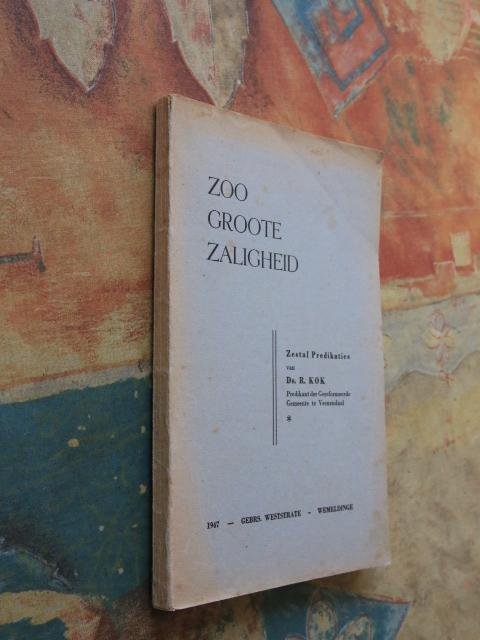 ZOO
GROOTE
ZALIGHEID
Zestal Predikaties
van
Ds. R. KOK
Predikant der Gereformeerde
Gemeente te Veenendaal
*
1947 — GEBRS. WESTSTRATE - WEMELDINGE